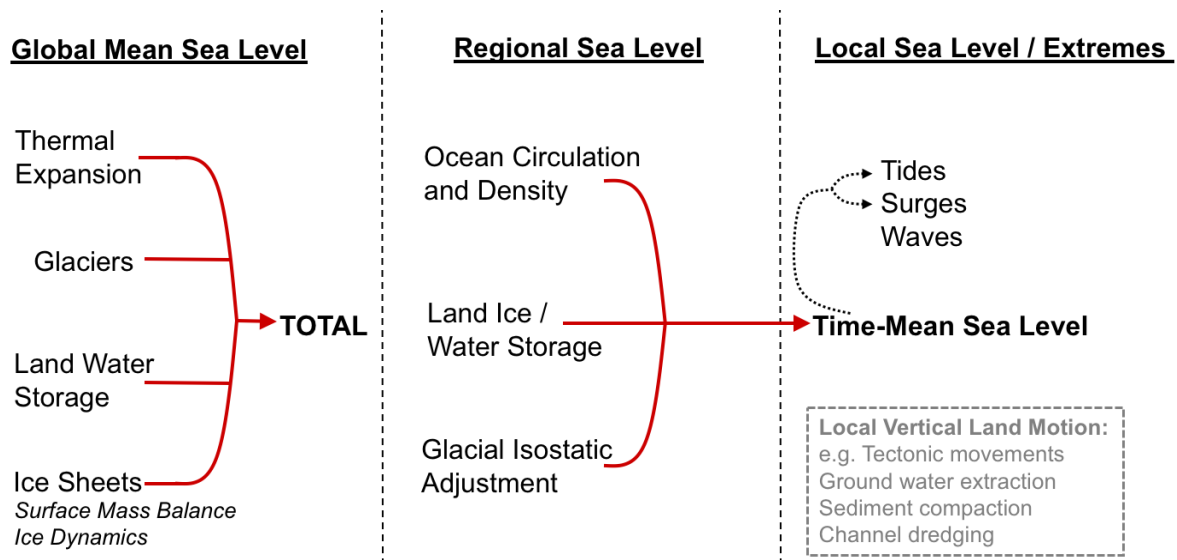 Global Mean Sea Level
Thermal
Expansion
Glaciers
TOTAL
Land Water
Storage
Ice Sheets
Surface Mass Balance
Ice Dynamics
Regional Sea Level
Ocean Circulation
and Density
Land Ice /
Water Storage
Glacial Isostatic
Adjustment
Local Sea Level / Extremes
Tides
Surges
Waves
Time-Mean Sea Level
Local Vertical Land Motion:
e.g. Tectonic movements
Ground water extraction
Sediment compaction
Channel dredging